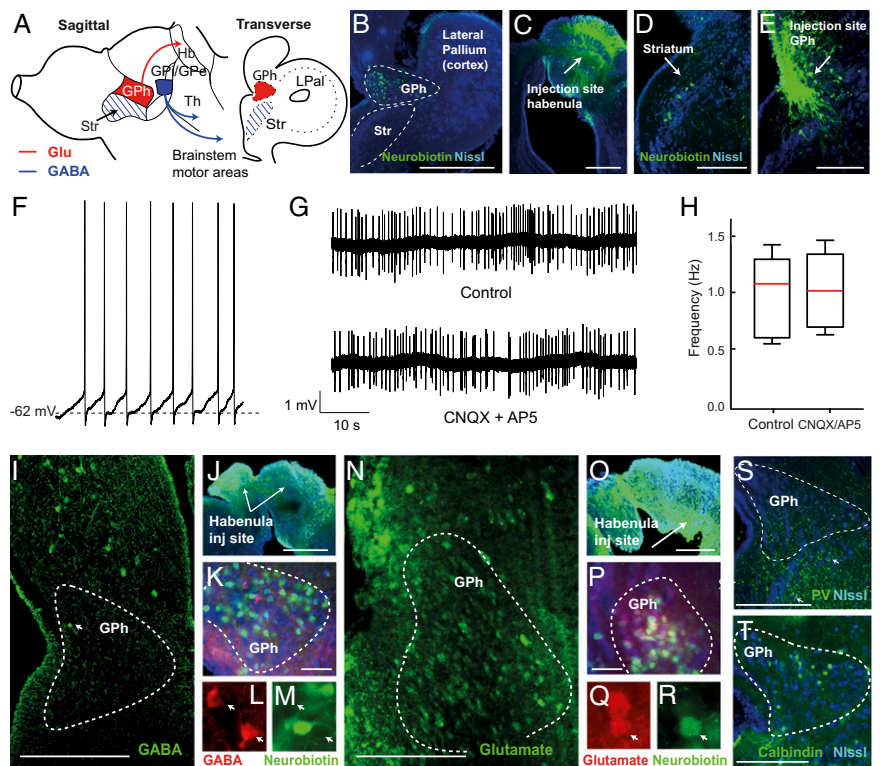 A
Sagittal
Transverse
Hb
GPi/GPe
GPh
Th
Str
Brainstem
motor areas
Glu
GABA
GPh
LPal
Str
B
Lateral
Pallium
(cortex)
GPh
Str
Neurobiotin Nissl
C
Injection site
habenula
D
Striatum
Neurobiotin Nissl
E
Injection site
GPh
F
-62 mV
G
Control
1 mV
10 s
CNQX + AP5
H
Frequency (Hz)
1.5
1.0
0.5
0.0
Control CNQX/AP5
I
GPh
GABA
J
Habenula
inj site
K
GPh
L
GABA
M
Neurobiotin
N
GPh
Glutamate
O
Habenula
inj site
P
GPh
Q
Glutamate
R
Neurobiotin
S
GPh
PV NIssl
T
GPh
Calbindin NIssl